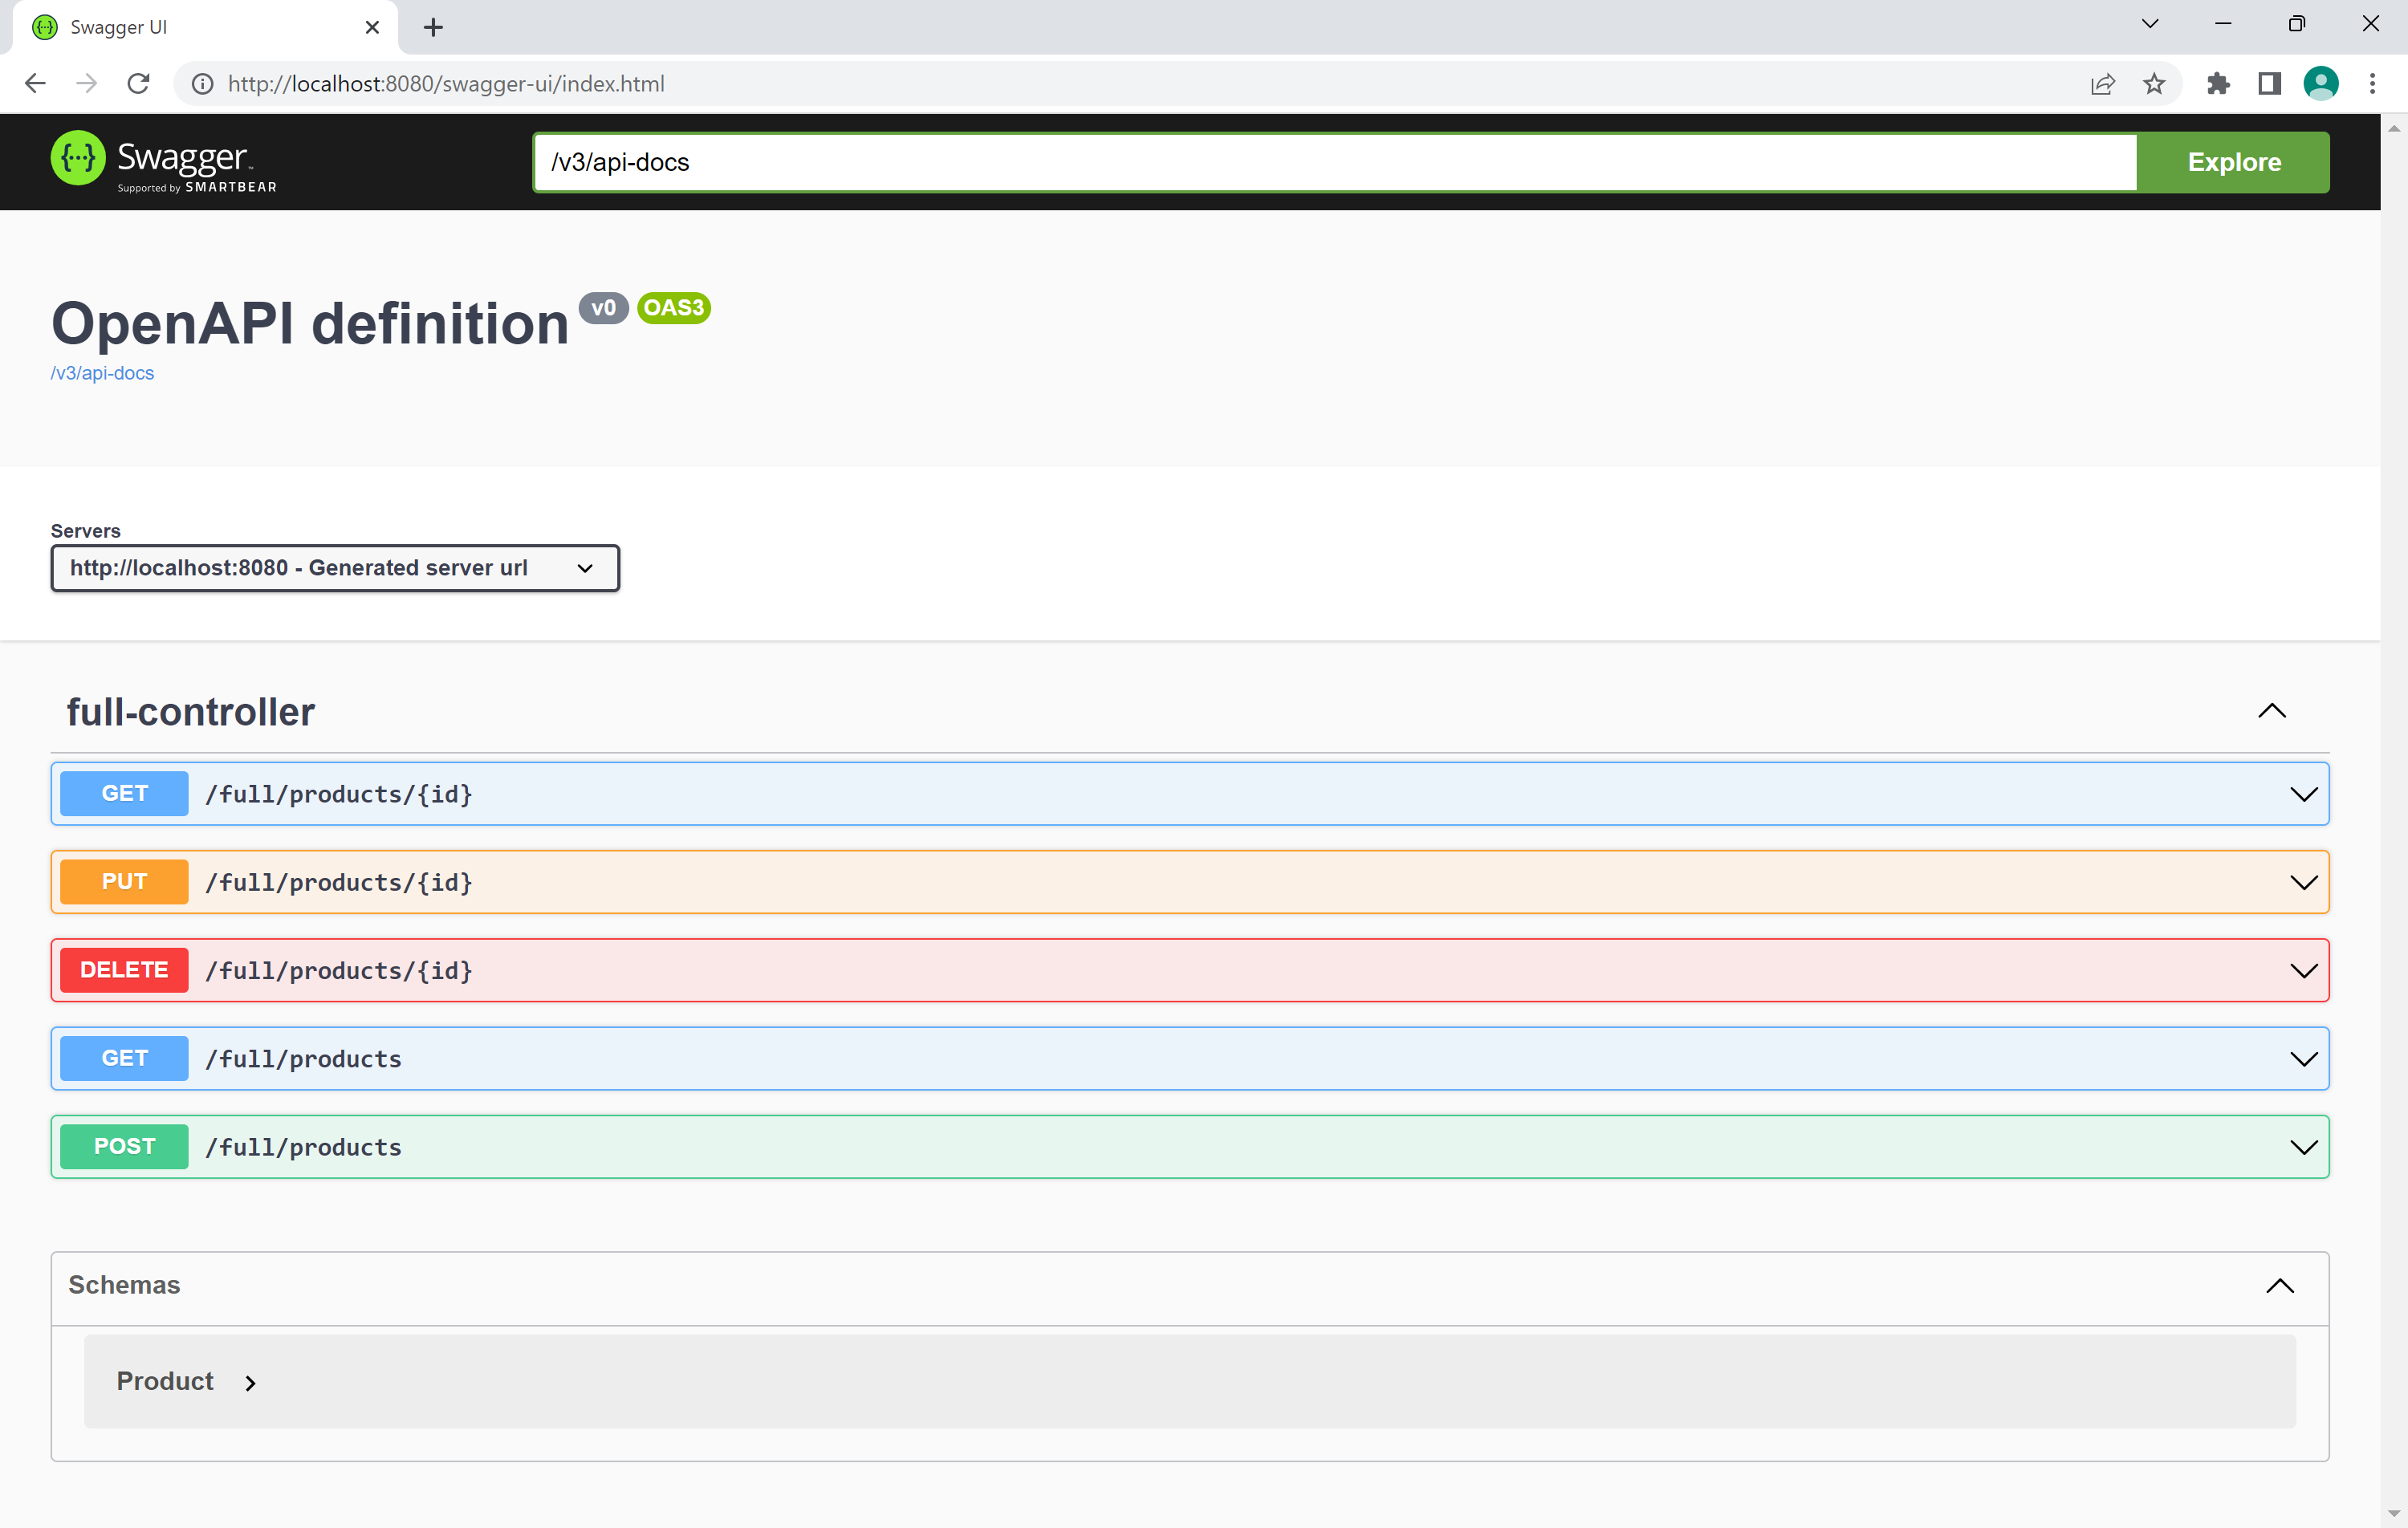 Swagger UI
http://localhost:8080/swagger-ui/index.html
{···} Swagger™
Supported by SMARTBEAR
/v3/api-docs
Explore
OpenAPI definition v0 OAS3
/v3/api-docs
Servers
http://localhost:8080 - Generated server url
full-controller
GET /full/products/{id}
PUT /full/products/{id}
DELETE /full/products/{id}
GET /full/products
POST /full/products
Schemas
Product